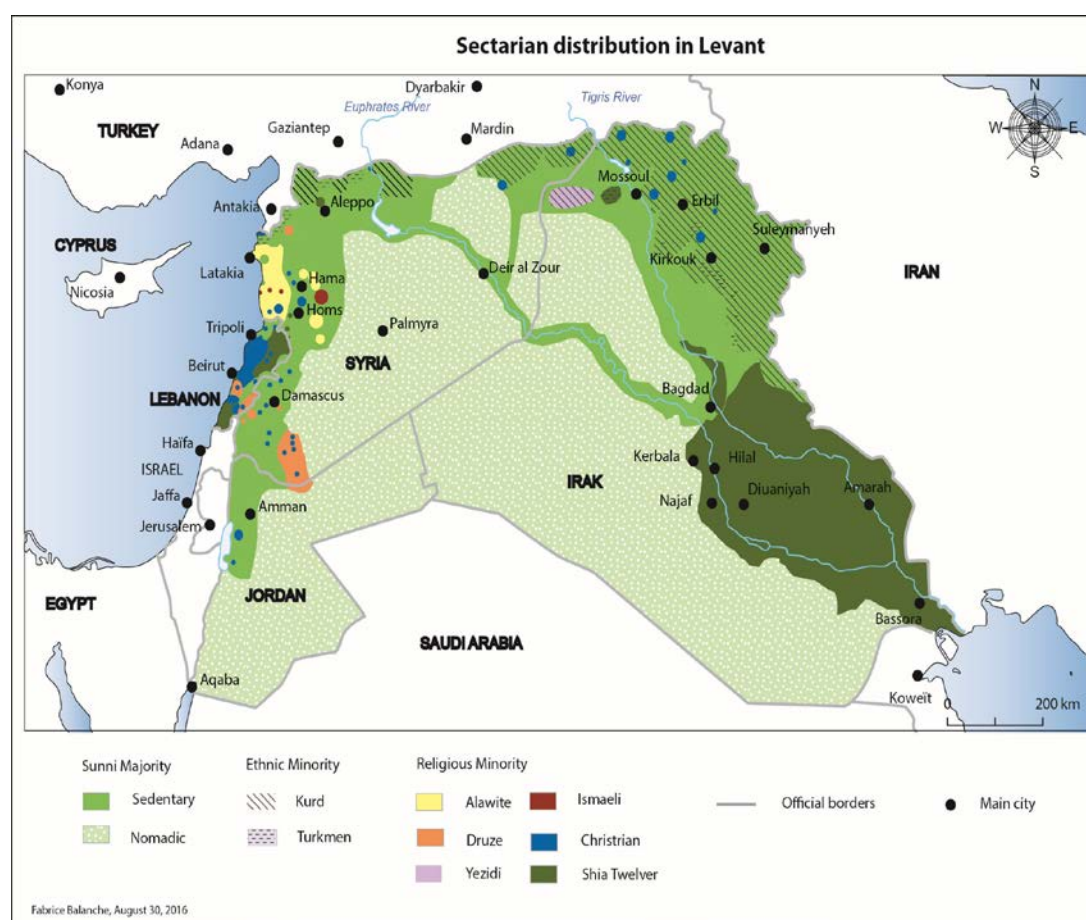 Sectarian distribution in Levant
Konya
Dyarbakir
Euphrates River
Tigris River
N
W
E
S
TURKEY
Gaziantep
Mardin
Adana
Mossoul
Antakia
Aleppo
Erbil
Suleymanyeh
CYPRUS
Nicosia
Latakia
Hama
Deir al Zour
Kirkouk
IRAN
Homs
Tripoli
Palmyra
Beirut
SYRIA
LEBANON
Damascus
Bagdad
Haïfa
ISRAEL
Kerbala
Hilal
IRAK
Jaffa
Amman
Najaf
Diuaniyah
Amarah
Jerusalem
EGYPT
JORDAN
Bassora
SAUDI ARABIA
Aqaba
Koweït
0
200 km
Sunni Majority
Sedentary
Nomadic
Ethnic Minority
Kurd
Turkmen
Religious Minority
Alawite
Druze
Yezidi
Ismaeli
Christrian
Shia Twelver
Official borders
Main city
Fabrice Balanche, August 30, 2016